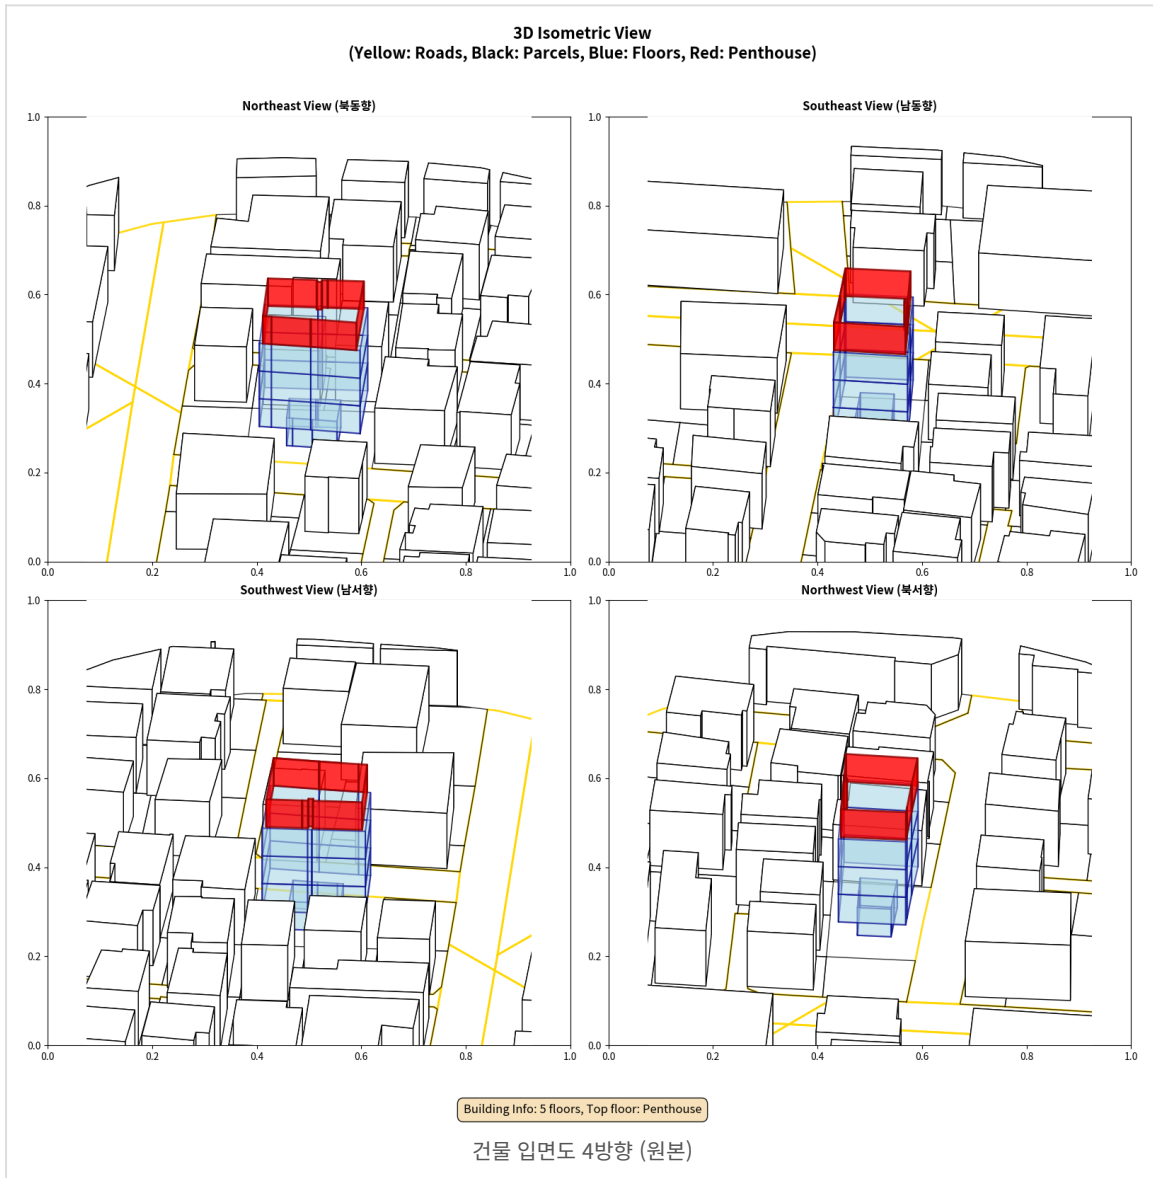 3D Isometric View
(Yellow: Roads, Black: Parcels, Blue: Floors, Red: Penthouse)
Northeast View (북동향)
1.0
0.8
0.6
0.4
0.2
0.0
0.0 0.2 0.4 0.6 0.8 1.0
Southeast View (남동향)
1.0
0.8
0.6
0.4
0.2
0.0
0.0 0.2 0.4 0.6 0.8 1.0
Southwest View (남서향)
1.0
0.8
0.6
0.4
0.2
0.0
0.0 0.2 0.4 0.6 0.8 1.0
Northwest View (북서향)
1.0
0.8
0.6
0.4
0.2
0.0
0.0 0.2 0.4 0.6 0.8 1.0
Building Info: 5 floors, Top floor: Penthouse
건물 입면도 4방향 (원본)